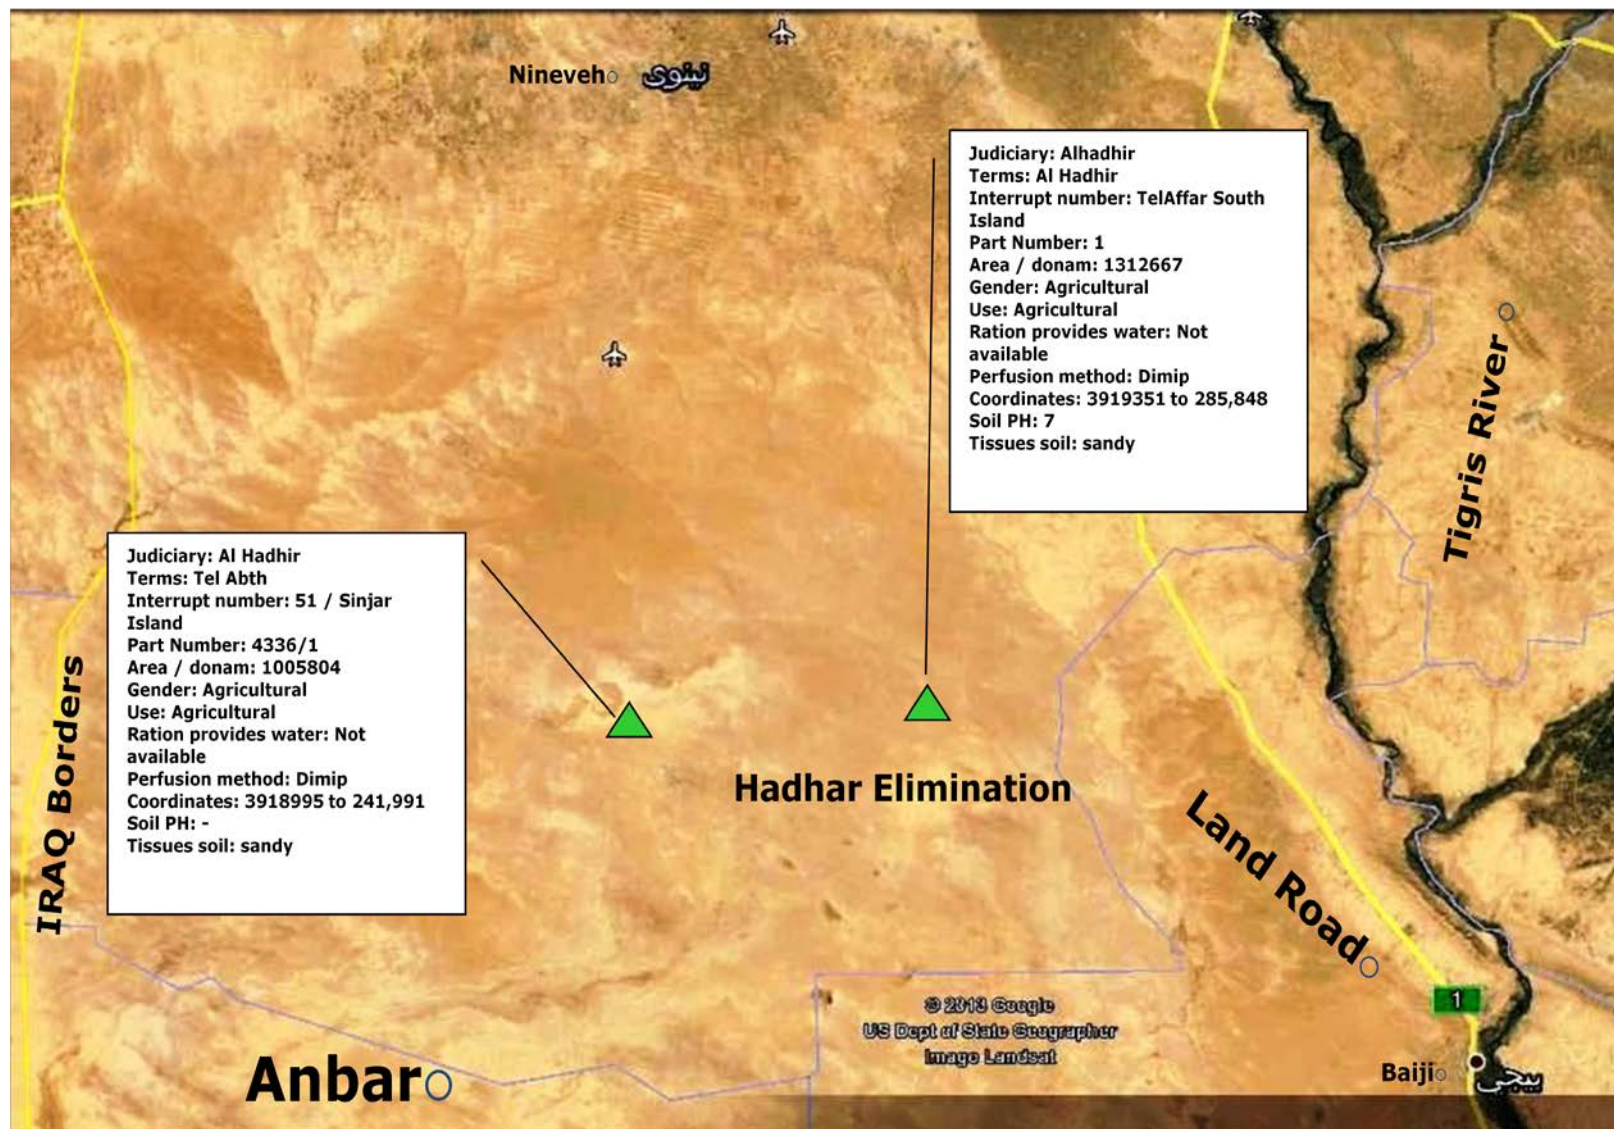 Nineveh
نينوى
Judiciary: Alhadhir
Terms: Al Hadhir
Interrupt number: TelAffar South
Island
Part Number: 1
Area / donam: 1312667
Gender: Agricultural
Use: Agricultural
Ration provides water: Not
available
Perfusion method: Dimip
Coordinates: 3919351 to 285,848
Soil PH: 7
Tissues soil: sandy
Tigris River
Judiciary: Al Hadhir
Terms: Tel Abth
Interrupt number: 51 / Sinjar
Island
Part Number: 4336/1
Area / donam: 1005804
Gender: Agricultural
Use: Agricultural
Ration provides water: Not
available
Perfusion method: Dimip
Coordinates: 3918995 to 241,991
Soil PH: -
Tissues soil: sandy
IRAQ Borders
Hadhar Elimination
Land Road
1
© 2013 Google
US Dept of State Geographer
Image Landsat
Anbar
Baiji
بيجي